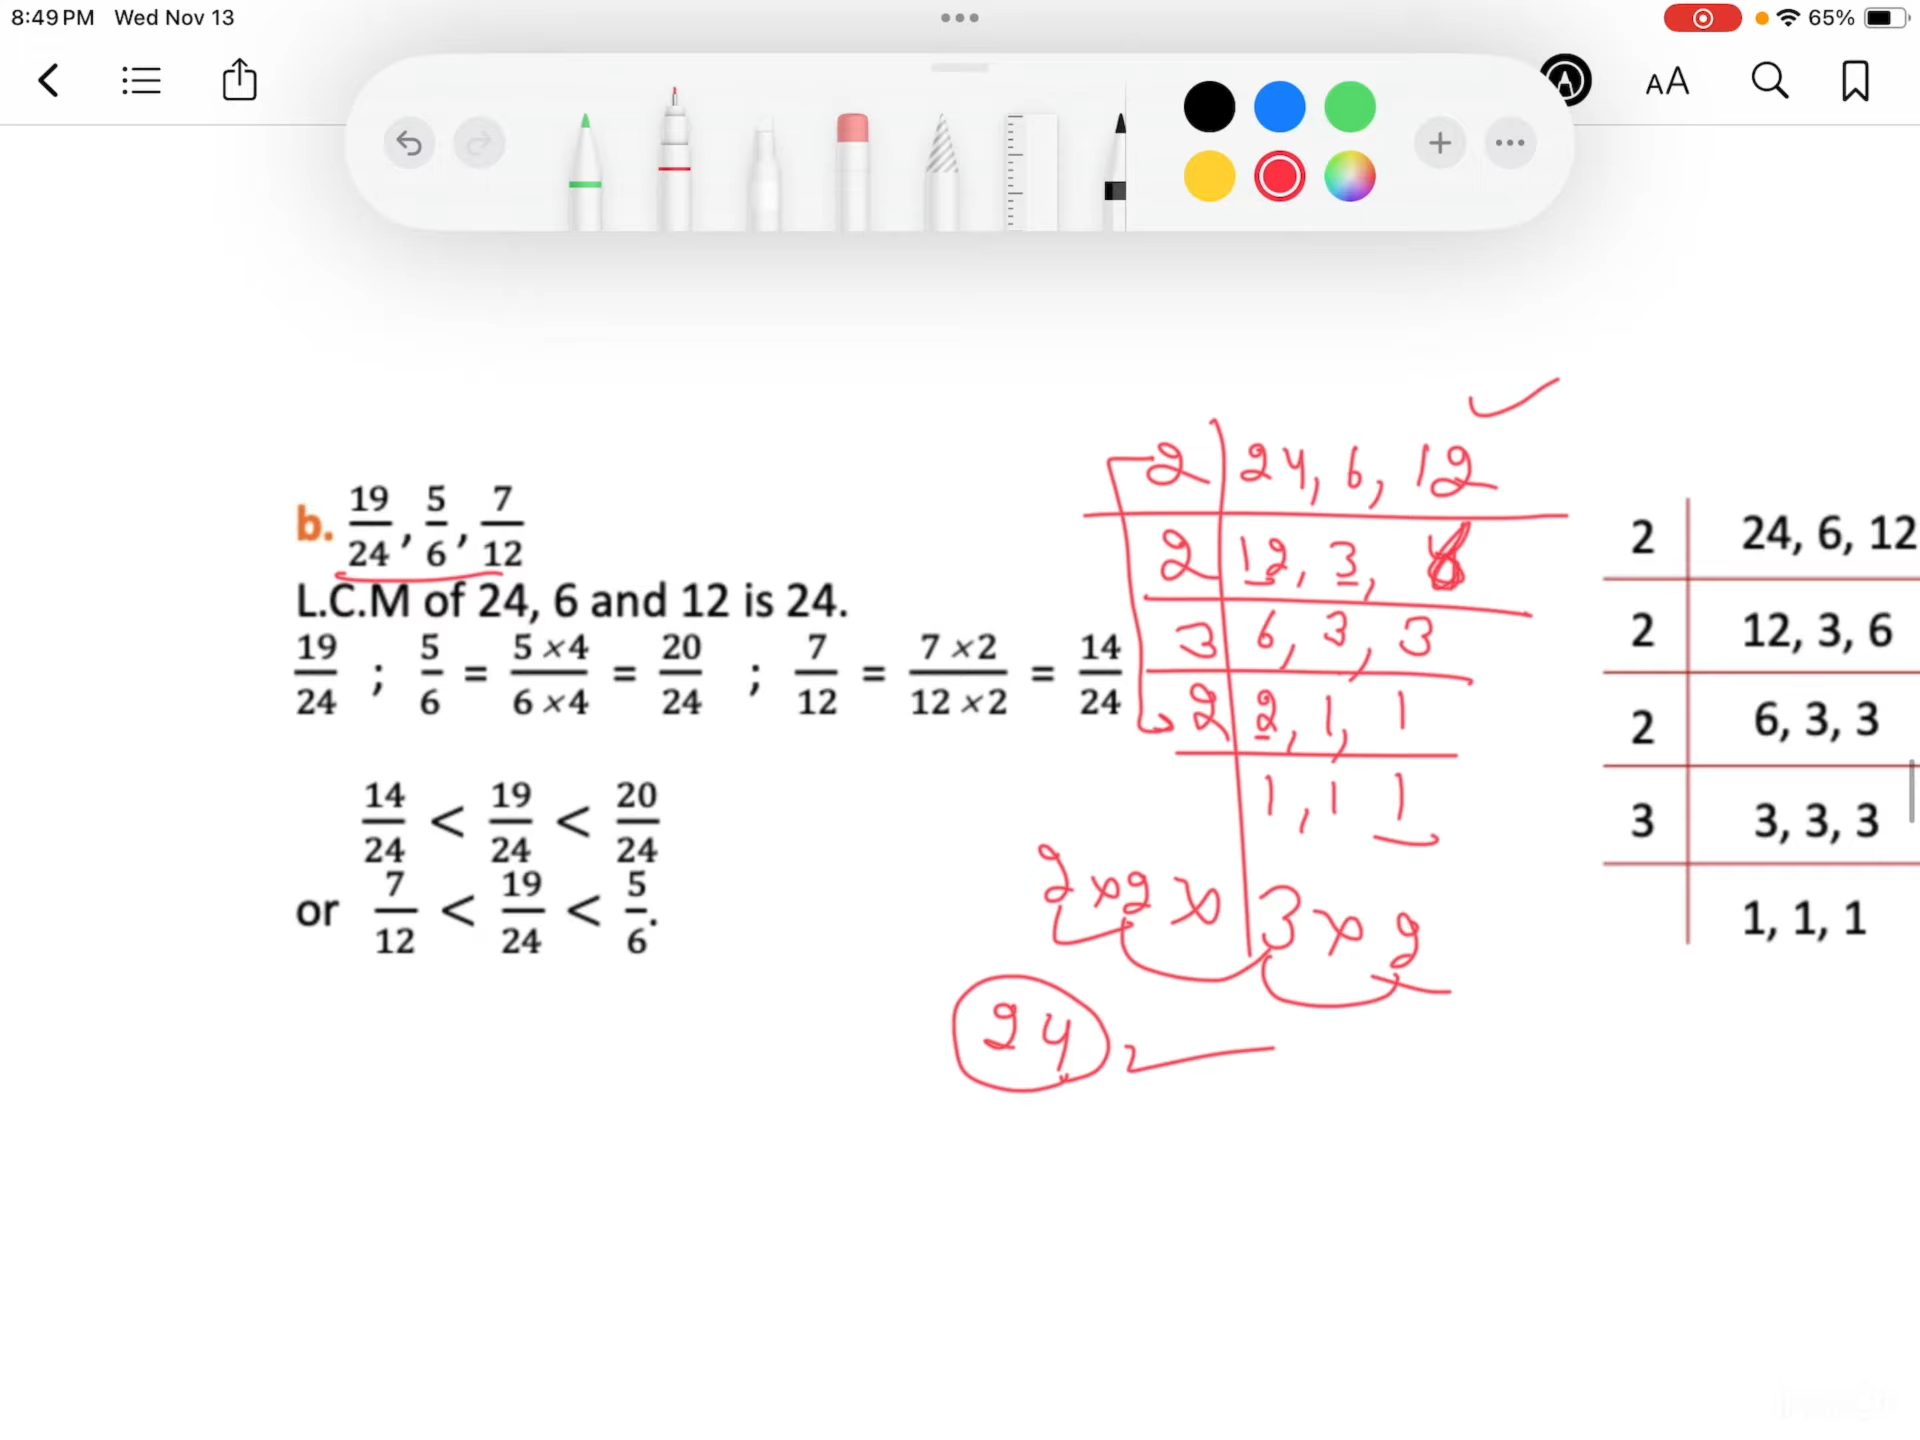 8:49 PM Wed Nov 13
65%
AA
b. 19/24, 5/6, 7/12
L.C.M of 24, 6 and 12 is 24.
19/24 ; 5/6 = 5 ×4/6 ×4 = 20/24 ; 7/12 = 7 ×2/12 ×2 = 14/24
14/24 < 19/24 < 20/24
or 7/12 < 19/24 < 5/6.
2 | 24, 6, 12
2 | 12, 3, 6
3 | 6, 3, 3
2 | 2, 1, 1
1, 1 1
2 × 2 × 3 × 2
24
2 | 24, 6, 12
2 | 12, 3, 6
2 | 6, 3, 3
3 | 3, 3, 3
1, 1, 1